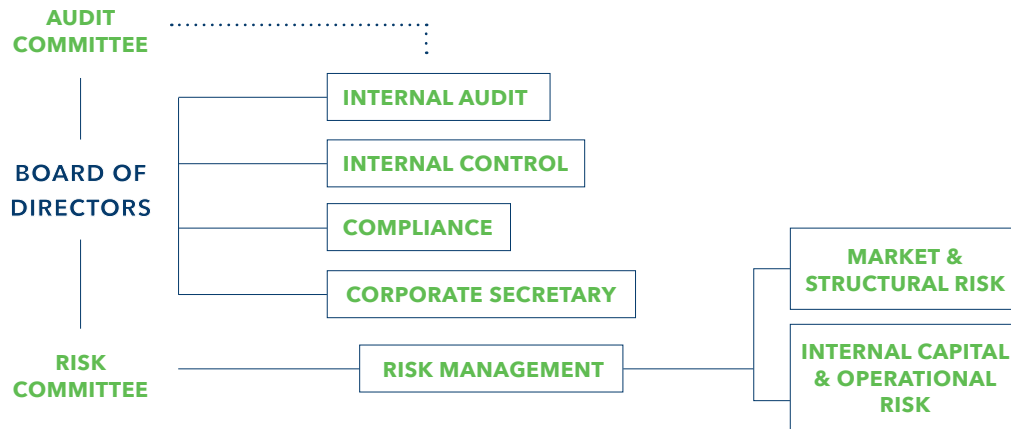 AUDIT
COMMITTEE
INTERNAL AUDIT
INTERNAL CONTROL
BOARD OF
DIRECTORS
COMPLIANCE
CORPORATE SECRETARY
MARKET &
STRUCTURAL RISK
RISK
COMMITTEE
RISK MANAGEMENT
INTERNAL CAPITAL
& OPERATIONAL
RISK